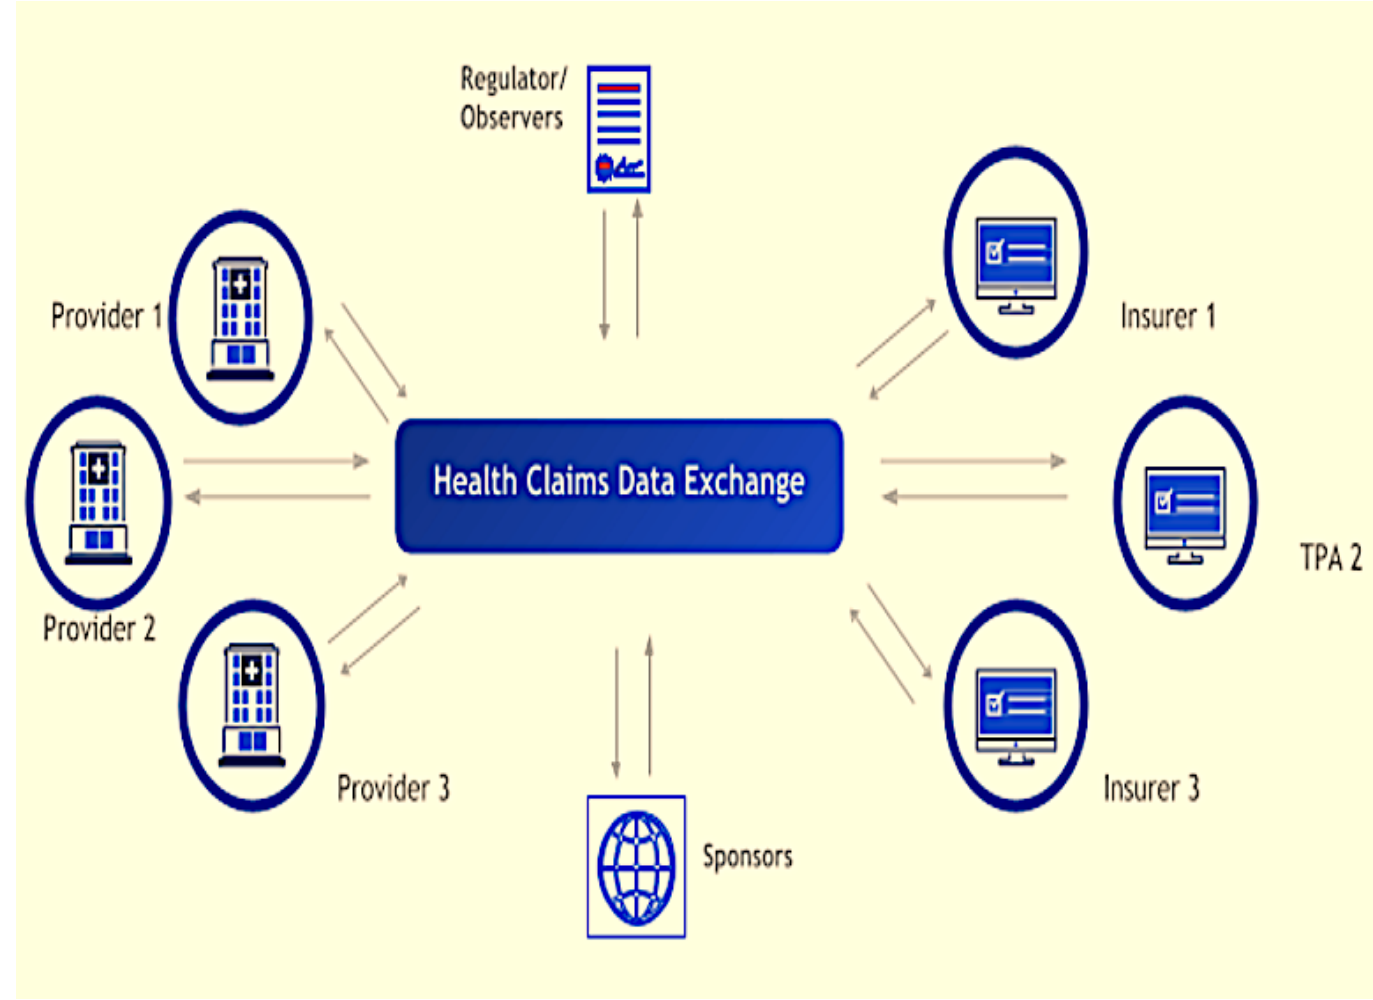 Regulator/
Observers
Provider 1
Insurer 1
Health Claims Data Exchange
TPA 2
Provider 2
Provider 3
Insurer 3
Sponsors